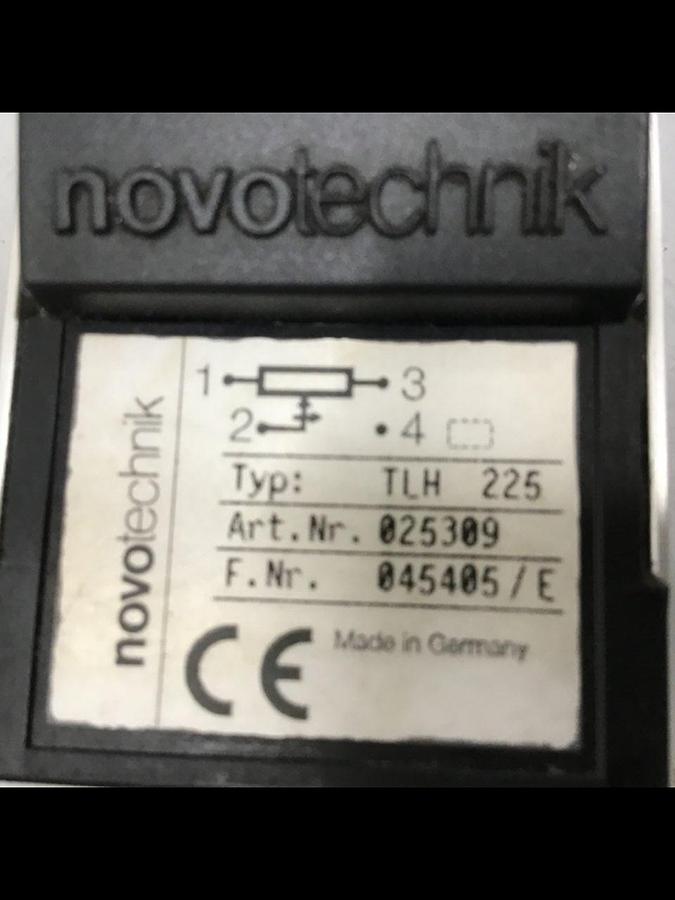 novotechnik
novotechnik
1 3
2 4
Typ: TLH 225
Art.Nr. 025309
F.Nr. 045405/E
CE Made in Germany